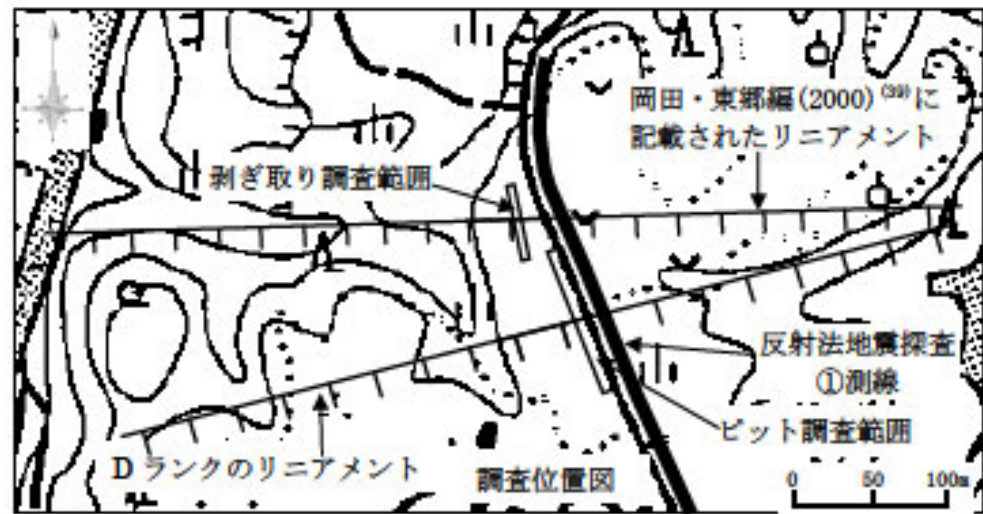 岡田・東郷編(2000)⁽³⁹⁾に
記載されたリニアメント
剥ぎ取り調査範囲
反射法地震探査
①測線
ピット調査範囲
Dランクのリニアメント
調査位置図
0 50 100m